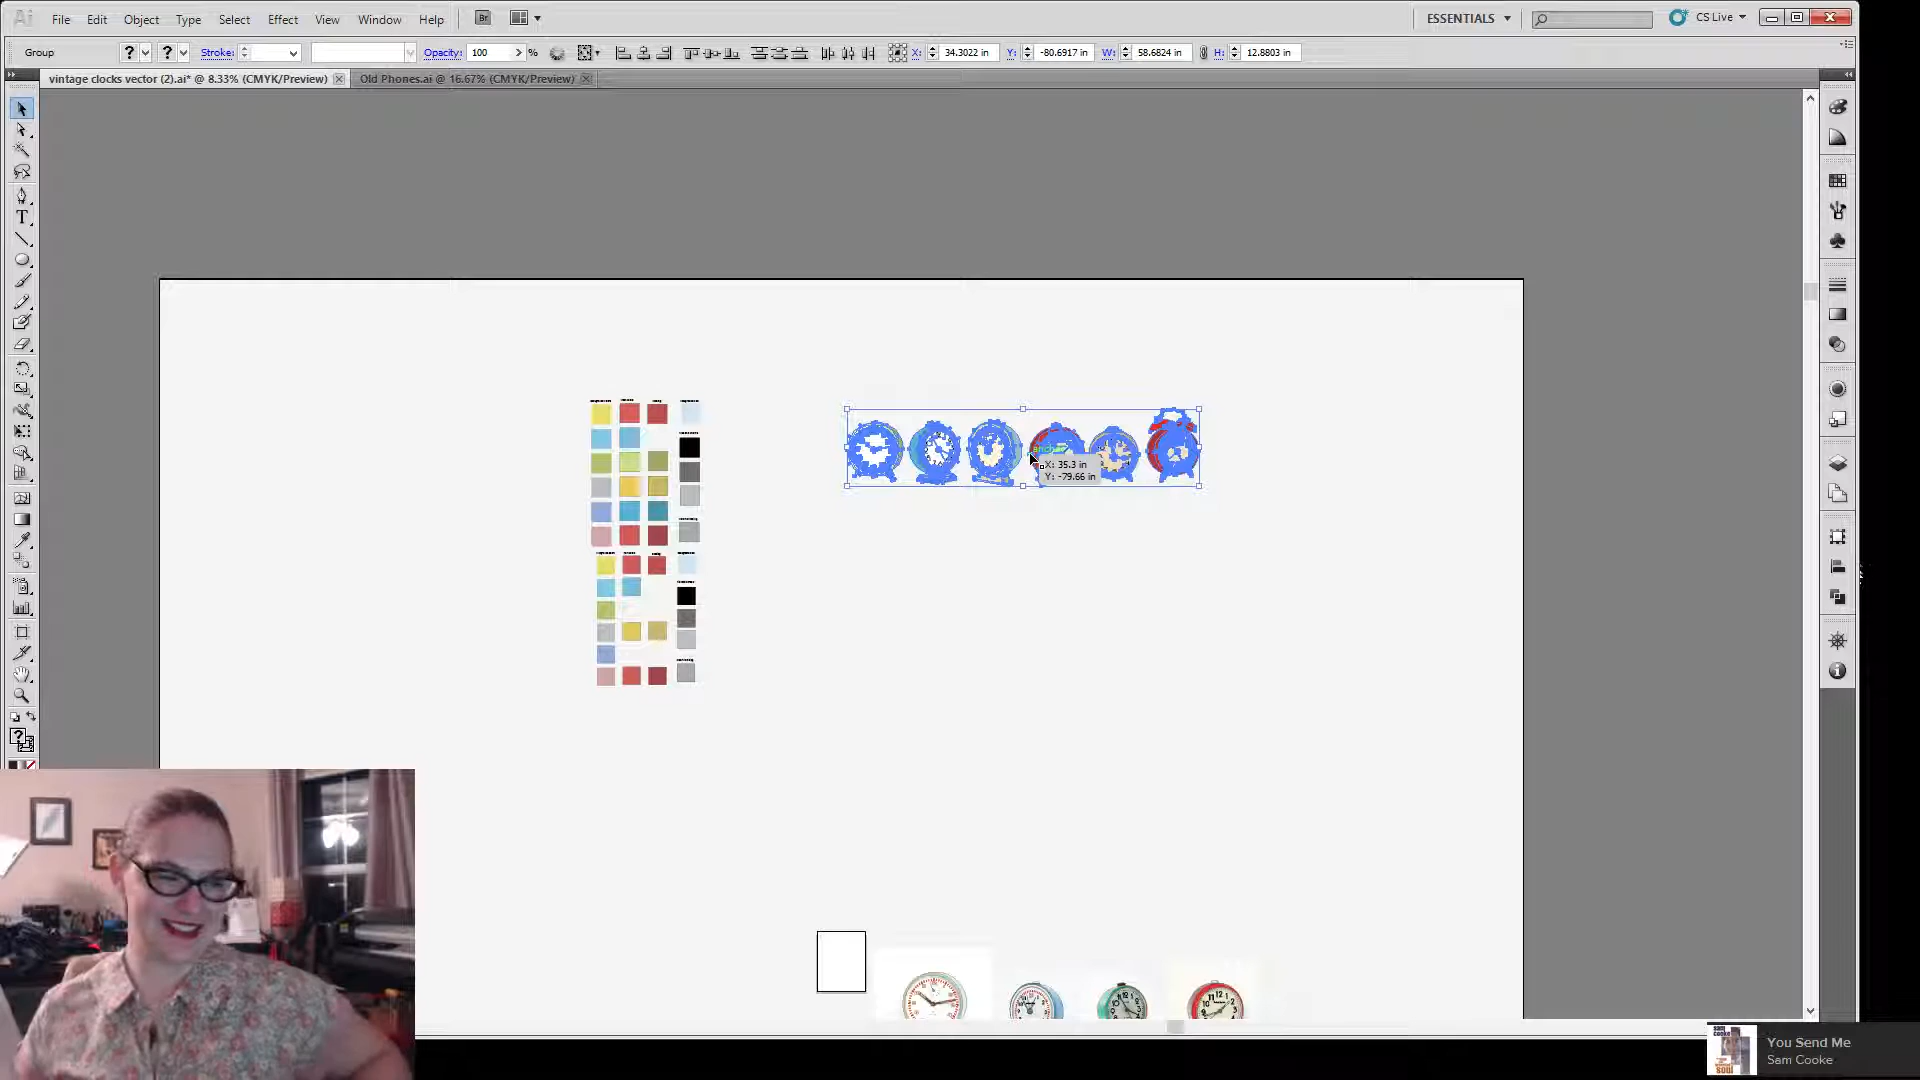 Ai File Edit Object Type Select Effect View Window Help Br ESSENTIALS CS Live
Group ? ? Stroke: Opacity: 100 % X: 34.3022 in Y: -80.6917 in W: 58.6824 in H: 12.8803 in
vintage clocks vector (2).ai* @ 8.33% (CMYK/Preview) Old Phones.ai @ 16.67% (CMYK/Preview)
X: 35.3 in
Y: -79.66 in
You Send Me
Sam Cooke